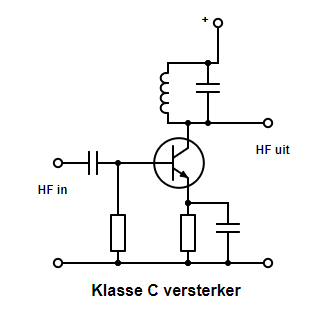 +
HF uit
HF in
Klasse C versterker